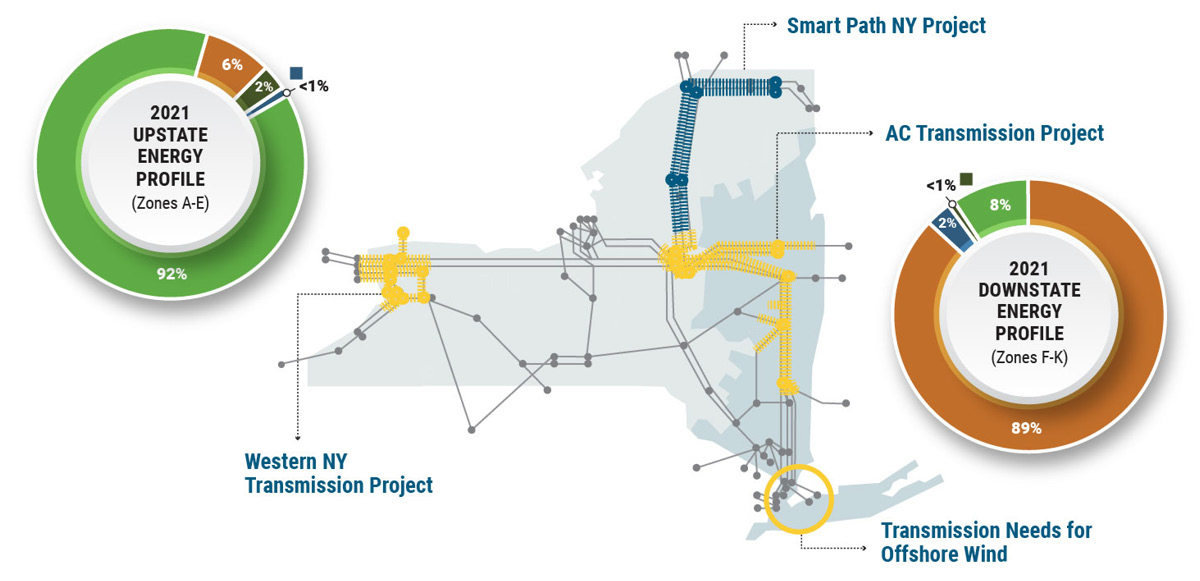 Smart Path NY Project
6%
2%
<1%
2021
UPSTATE
ENERGY
PROFILE
(Zones A-E)
92%
AC Transmission Project
<1%
8%
2%
2021
DOWNSTATE
ENERGY
PROFILE
(Zones F-K)
89%
Western NY
Transmission Project
Transmission Needs for
Offshore Wind